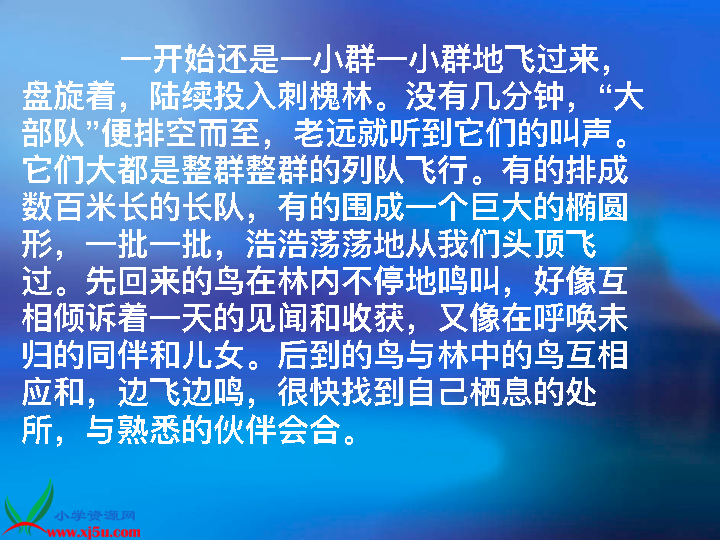 一开始还是一小群一小群地飞过来，
盘旋着，陆续投入刺槐林。没有几分钟，“大
部队”便排空而至，老远就听到它们的叫声。
它们大都是整群整群的列队飞行。有的排成
数百米长的长队，有的围成一个巨大的椭圆
形，一批一批，浩浩荡荡地从我们头顶飞
过。先回来的鸟在林内不停地鸣叫，好像互
相倾诉着一天的见闻和收获，又像在呼唤未
归的同伴和儿女。后到的鸟与林中的鸟互相
应和，边飞边鸣，很快找到自己栖息的处
所，与熟悉的伙伴会合。
小学资源网
www.xj5u.com